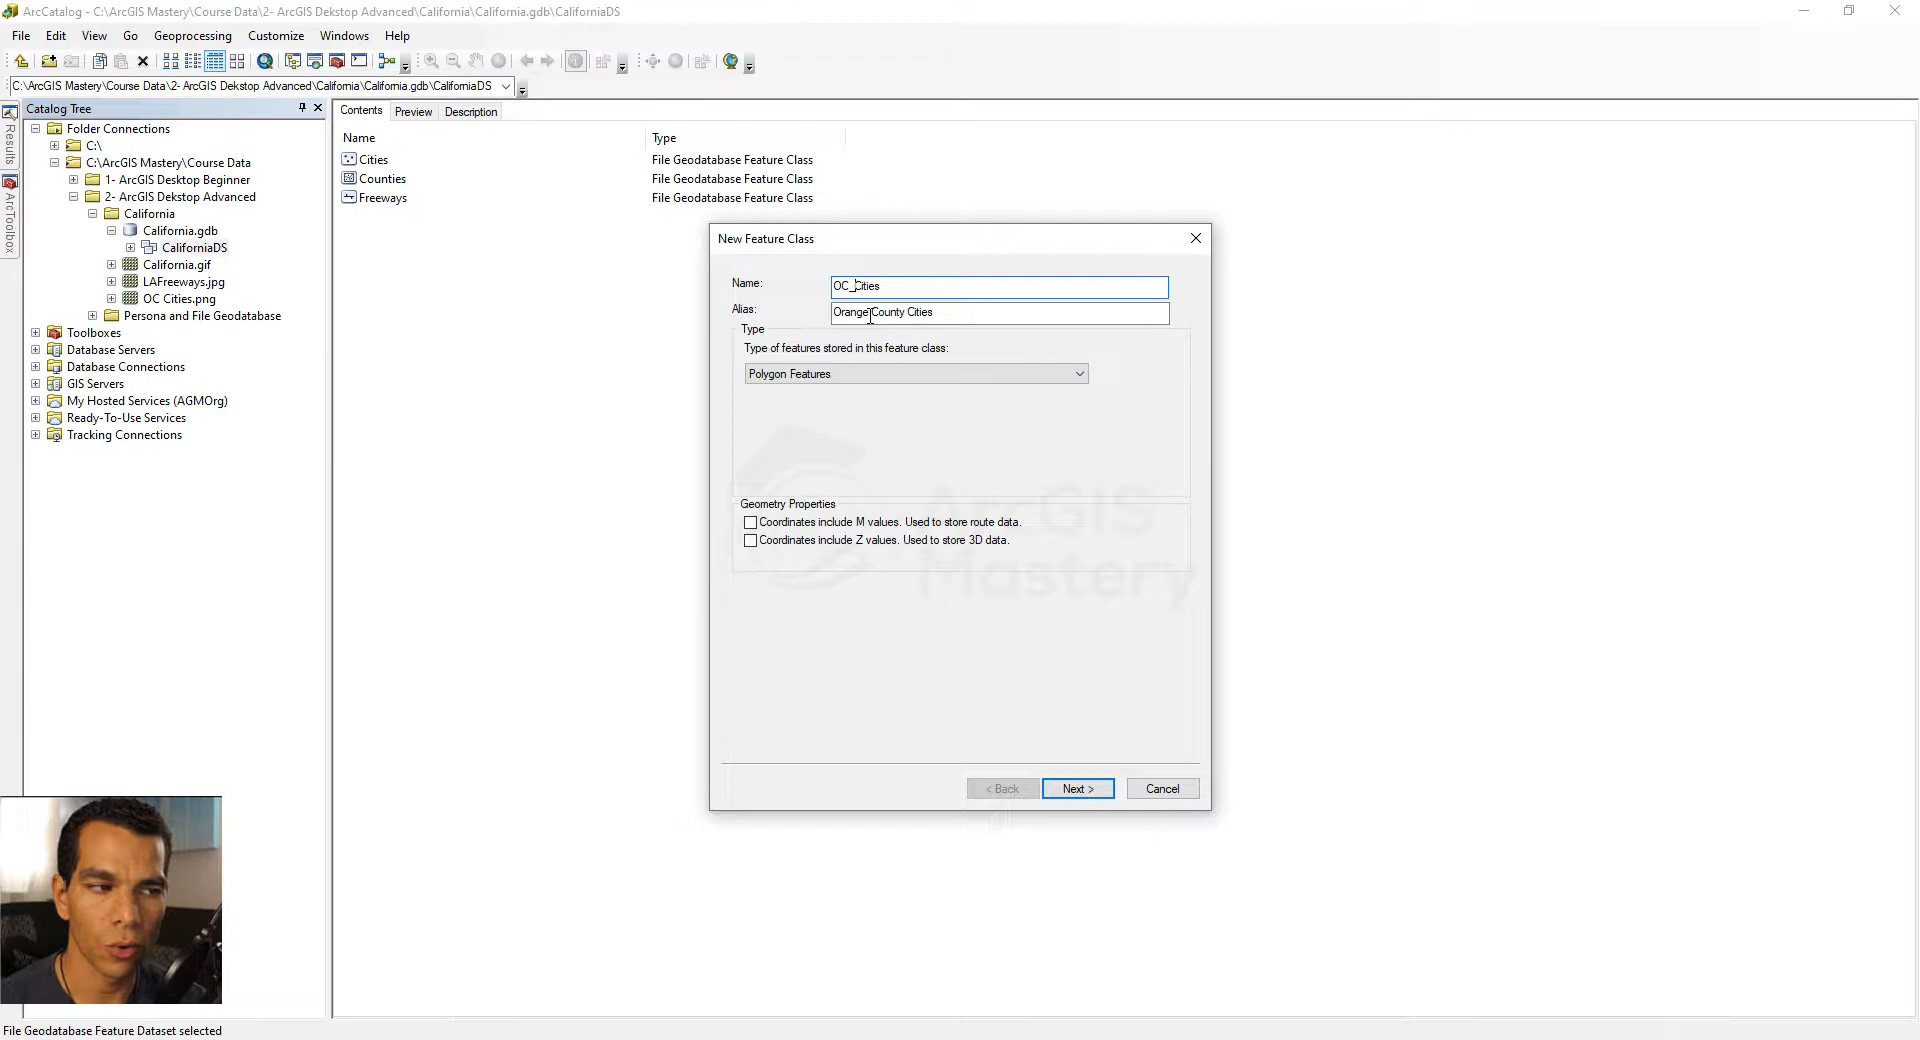 ArcCatalog - C:\ArcGIS Mastery\Course Data\2- ArcGIS Dekstop Advanced\California\California.gdb\CaliforniaDS
File Edit View Go Geoprocessing Customize Windows Help
C:\ArcGIS Mastery\Course Data\2- ArcGIS Dekstop Advanced\California\California.gdb\CaliforniaDS
Results
ArcToolbox
Catalog Tree
Folder Connections
C:\
C:\ArcGIS Mastery\Course Data
1- ArcGIS Desktop Beginner
2- ArcGIS Dekstop Advanced
California
California.gdb
CaliforniaDS
California.gif
LAFreeways.jpg
OC Cities.png
Persona and File Geodatabase
Toolboxes
Database Servers
Database Connections
GIS Servers
My Hosted Services (AGMOrg)
Ready-To-Use Services
Tracking Connections
Contents Preview Description
Name Type
Cities File Geodatabase Feature Class
Counties File Geodatabase Feature Class
Freeways File Geodatabase Feature Class
New Feature Class
Name: OC_Cities
Alias: Orange County Cities
Type
Type of features stored in this feature class:
Polygon Features
Geometry Properties
Coordinates include M values. Used to store route data.
Coordinates include Z values. Used to store 3D data.
ArcGIS
Mastery
< Back Next > Cancel
File Geodatabase Feature Dataset selected